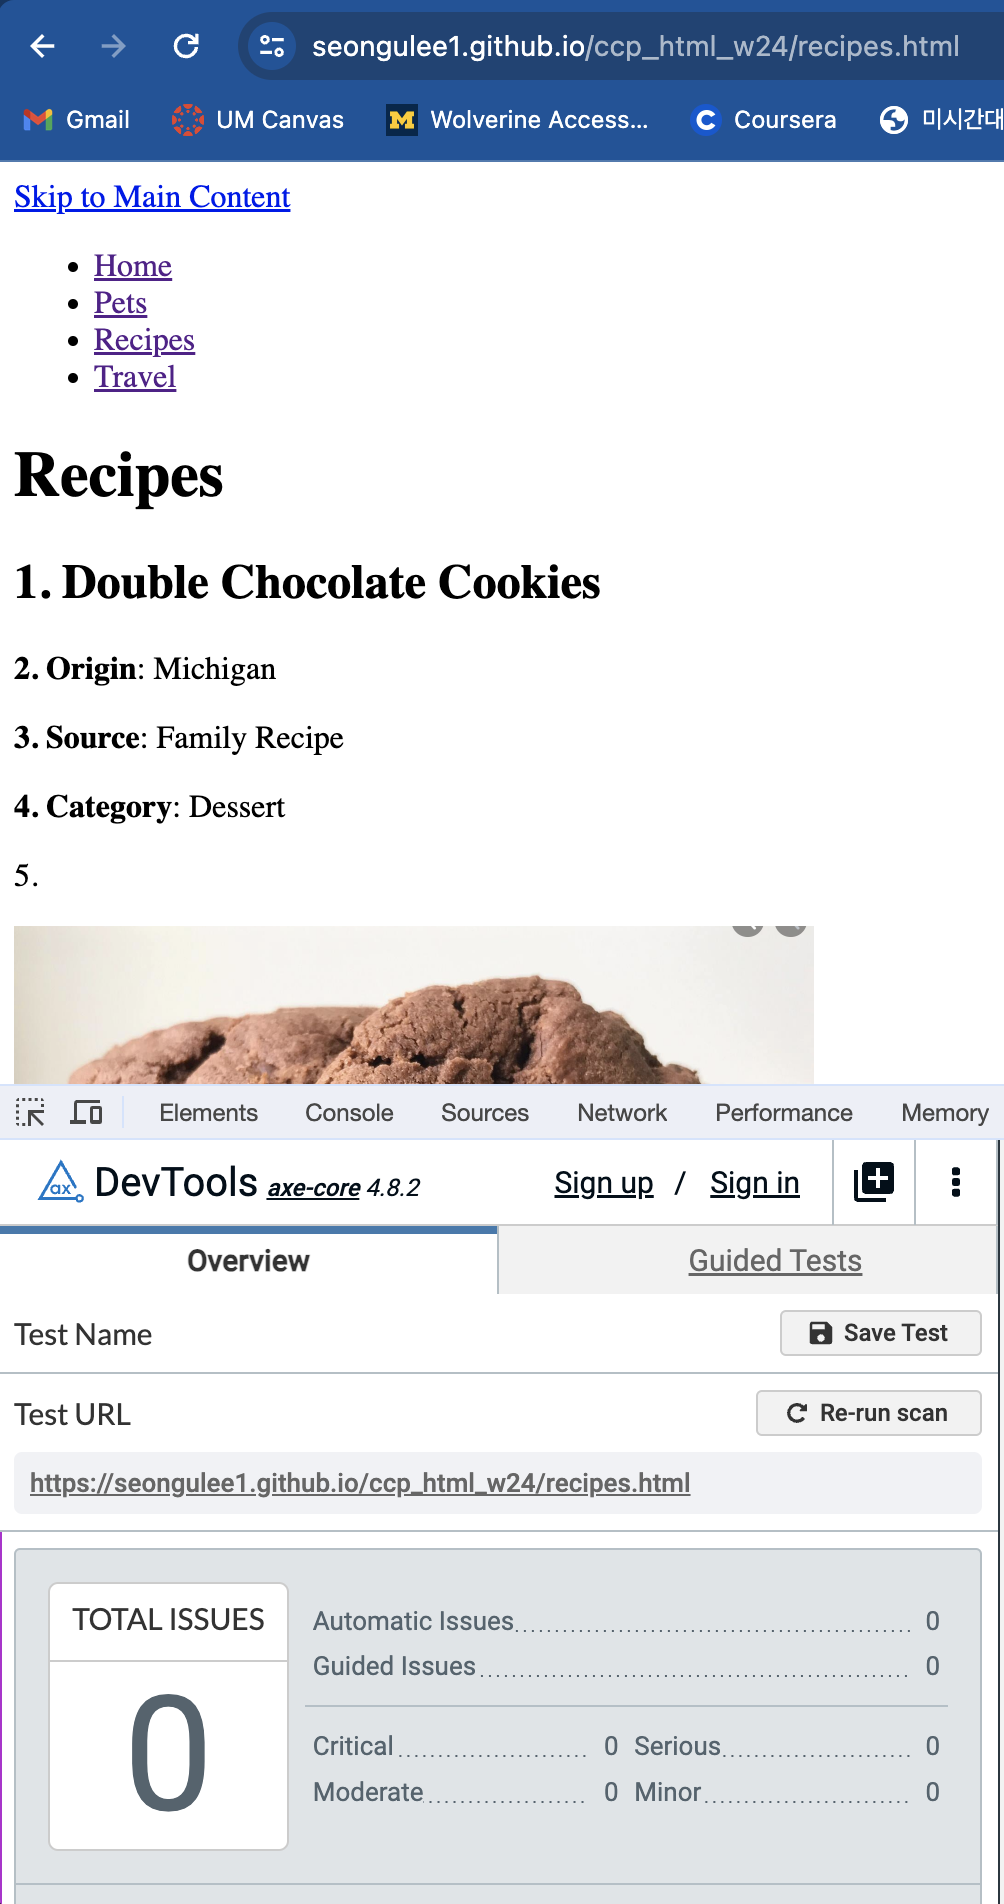 seongulee1.github.io/ccp_html_w24/recipes.html
Gmail UM Canvas M Wolverine Access... C Coursera 미시간대
Skip to Main Content
Home
Pets
Recipes
Travel
Recipes
1. Double Chocolate Cookies
2. Origin: Michigan
3. Source: Family Recipe
4. Category: Dessert
5.
Elements Console Sources Network Performance Memory
ax DevTools axe-core 4.8.2 Sign up / Sign in
Overview Guided Tests
Test Name Save Test
Test URL Re-run scan
https://seongulee1.github.io/ccp_html_w24/recipes.html
TOTAL ISSUES
0
Automatic Issues 0
Guided Issues 0
Critical 0 Serious 0
Moderate 0 Minor 0